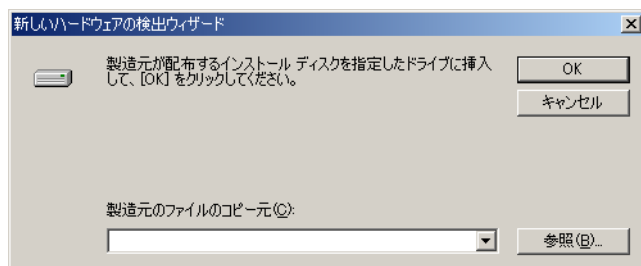 新しいハードウェアの検出ウィザード
製造元が配布するインストール ディスクを指定したドライブに挿入
して、[OK] をクリックしてください。
OK
キャンセル
製造元のファイルのコピー元(C):
参照(B)...